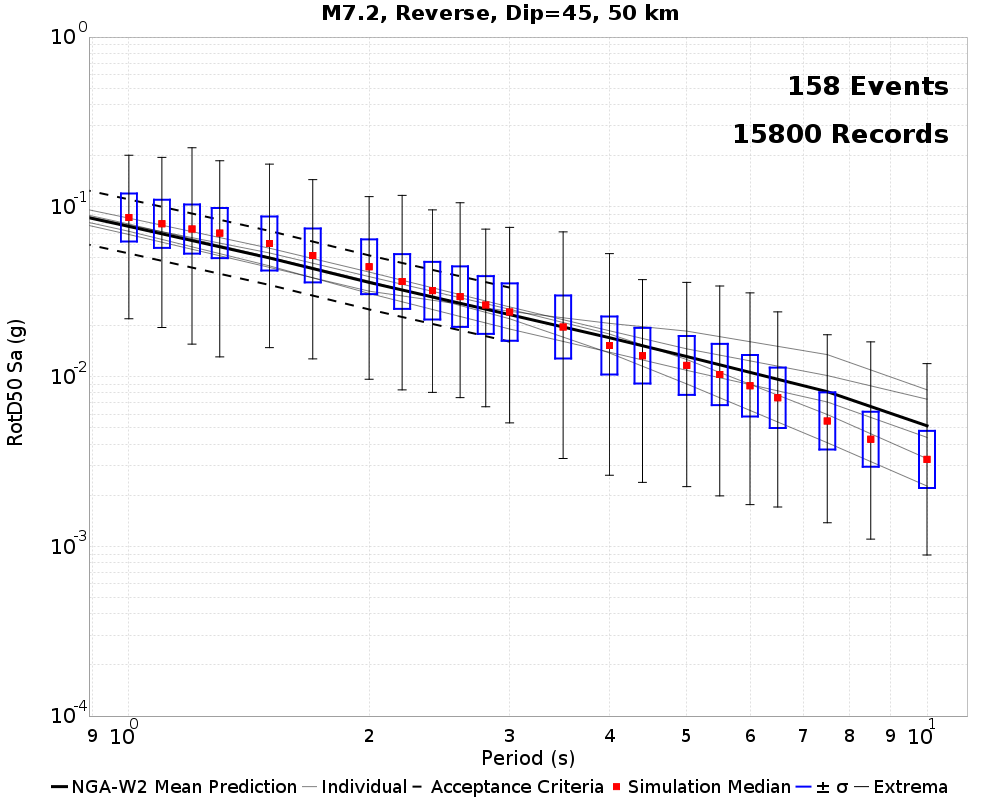 M7.2, Reverse, Dip=45, 50 km
158 Events
15800 Records
RotD50 Sa (g)
10^0
10^-1
10^-2
10^-3
10^-4
9 10^0 2 3 4 5 6 7 8 9 10^1
Period (s)
NGA-W2 Mean Prediction Individual Acceptance Criteria Simulation Median ± σ Extrema